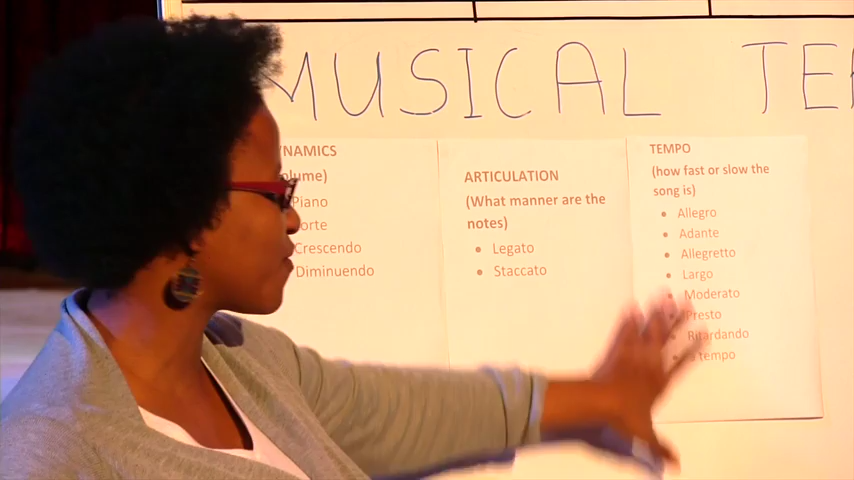 MUSICAL TE
NAMICS
olume)
Piano
orte
Crescendo
Diminuendo
ARTICULATION
(What manner are the
notes)
Legato
Staccato
TEMPO
(how fast or slow the
song is)
Allegro
Adante
Allegretto
Largo
Moderato
Presto
Ritardando
a tempo